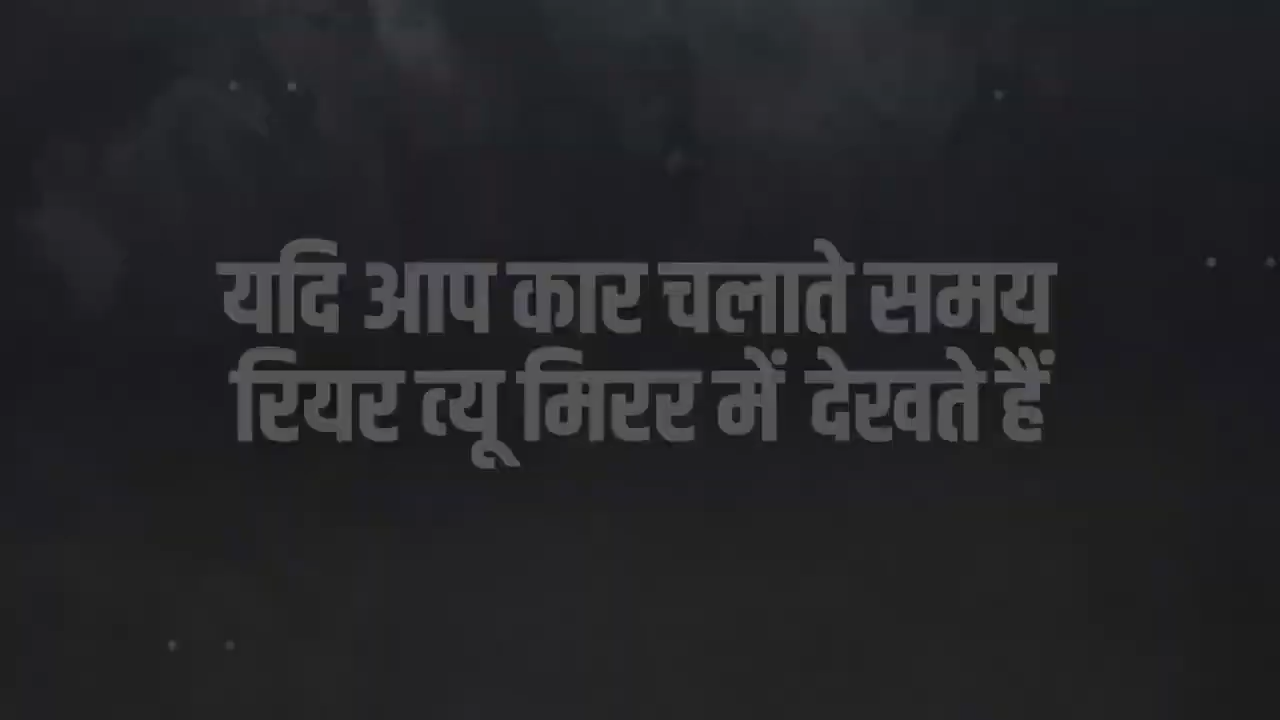 यदि आप कार चलाते समय
रियर व्यू मिरर में देखते हैं